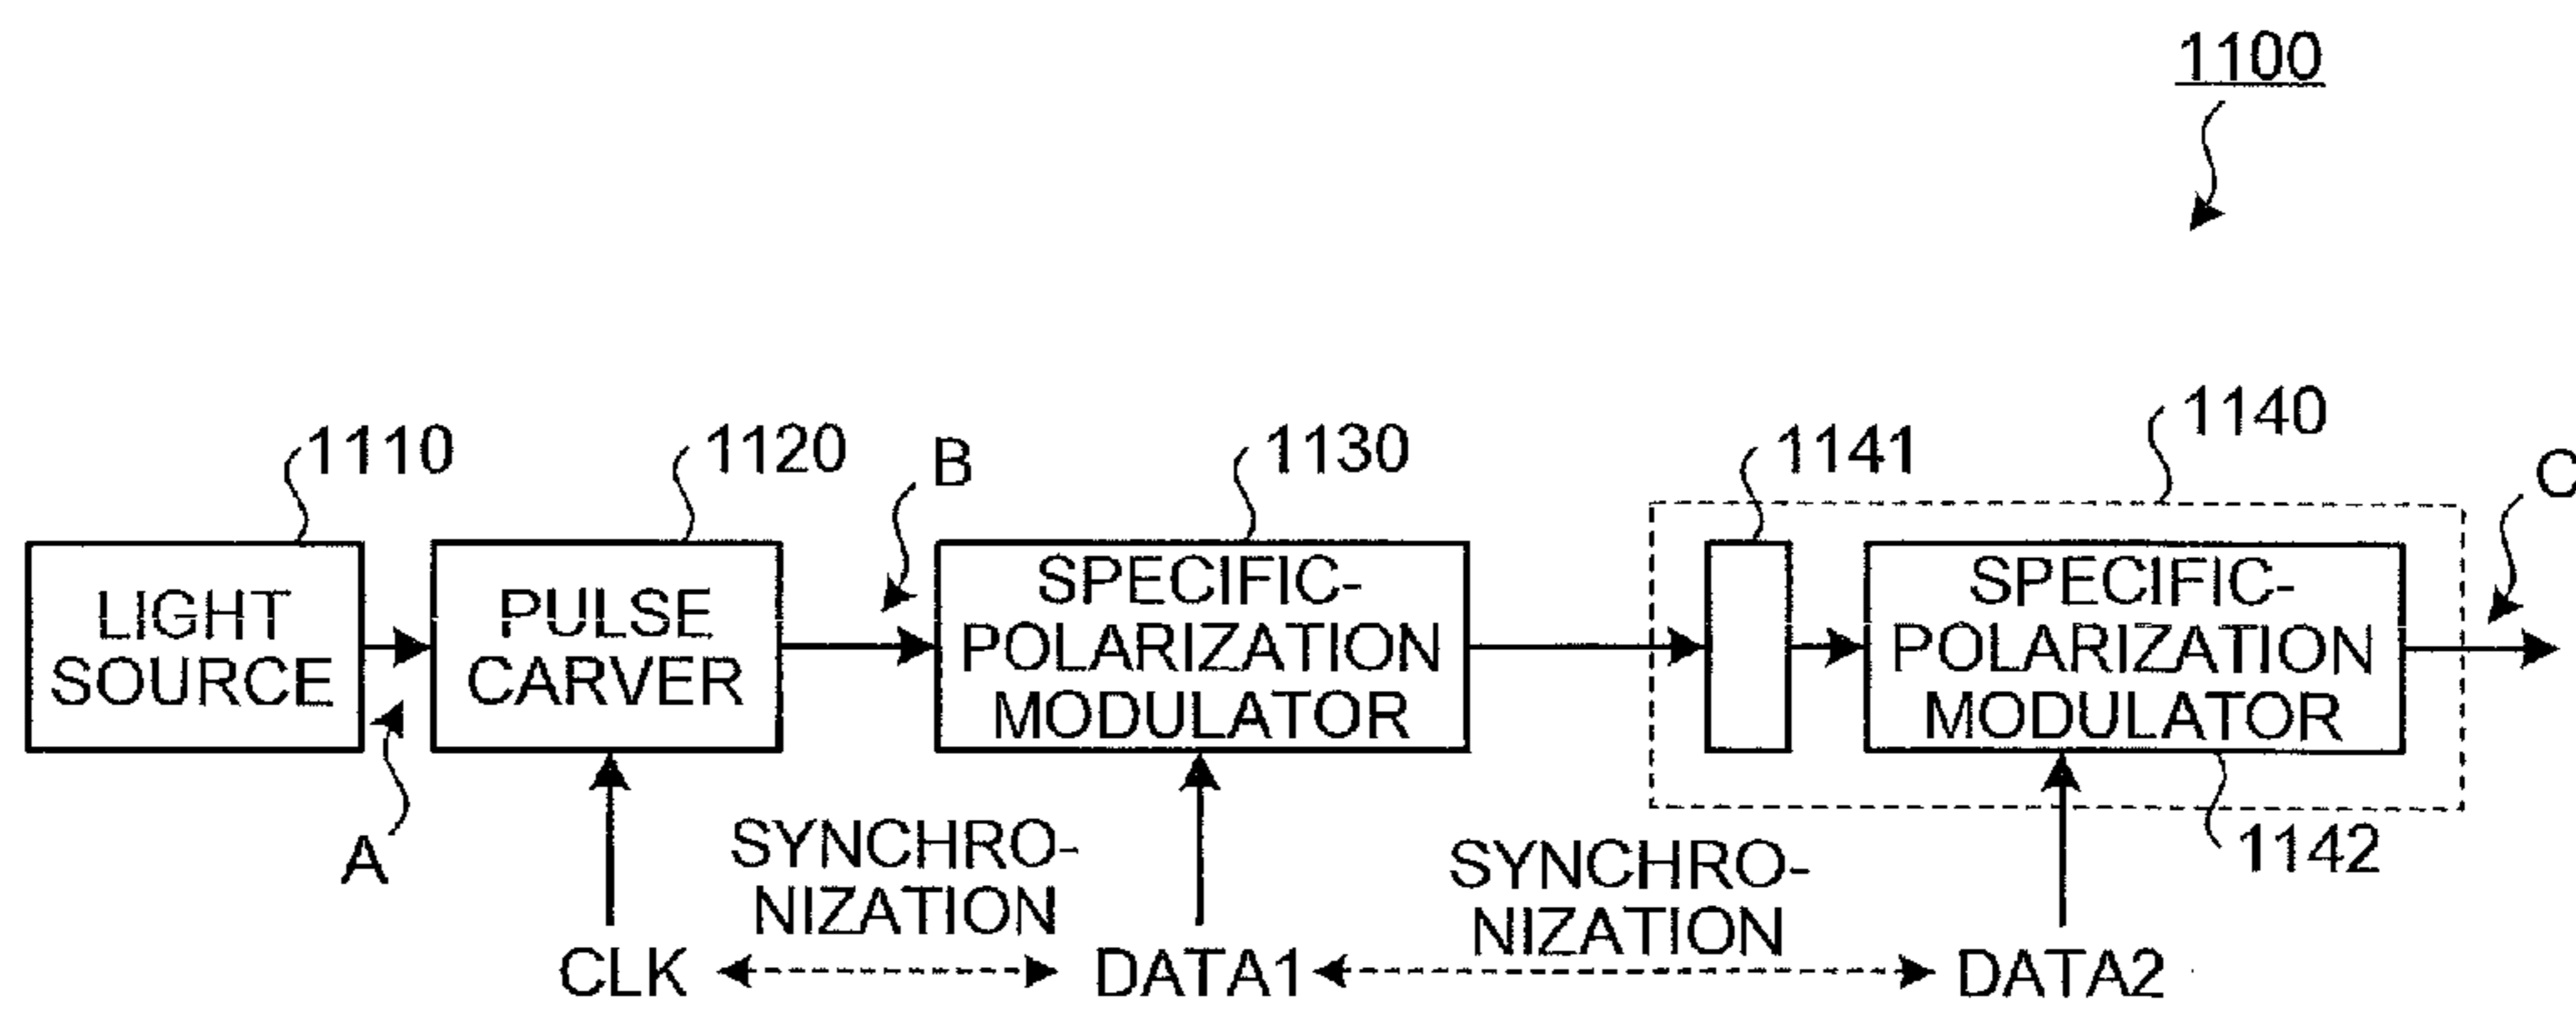 1100
1110
1120
B
1130
1141
1140
C
LIGHT
SOURCE
PULSE
CARVER
SPECIFIC-
POLARIZATION
MODULATOR
SPECIFIC-
POLARIZATION
MODULATOR
A
SYNCHRO-
NIZATION
SYNCHRO-
NIZATION
1142
CLK
DATA1
DATA2